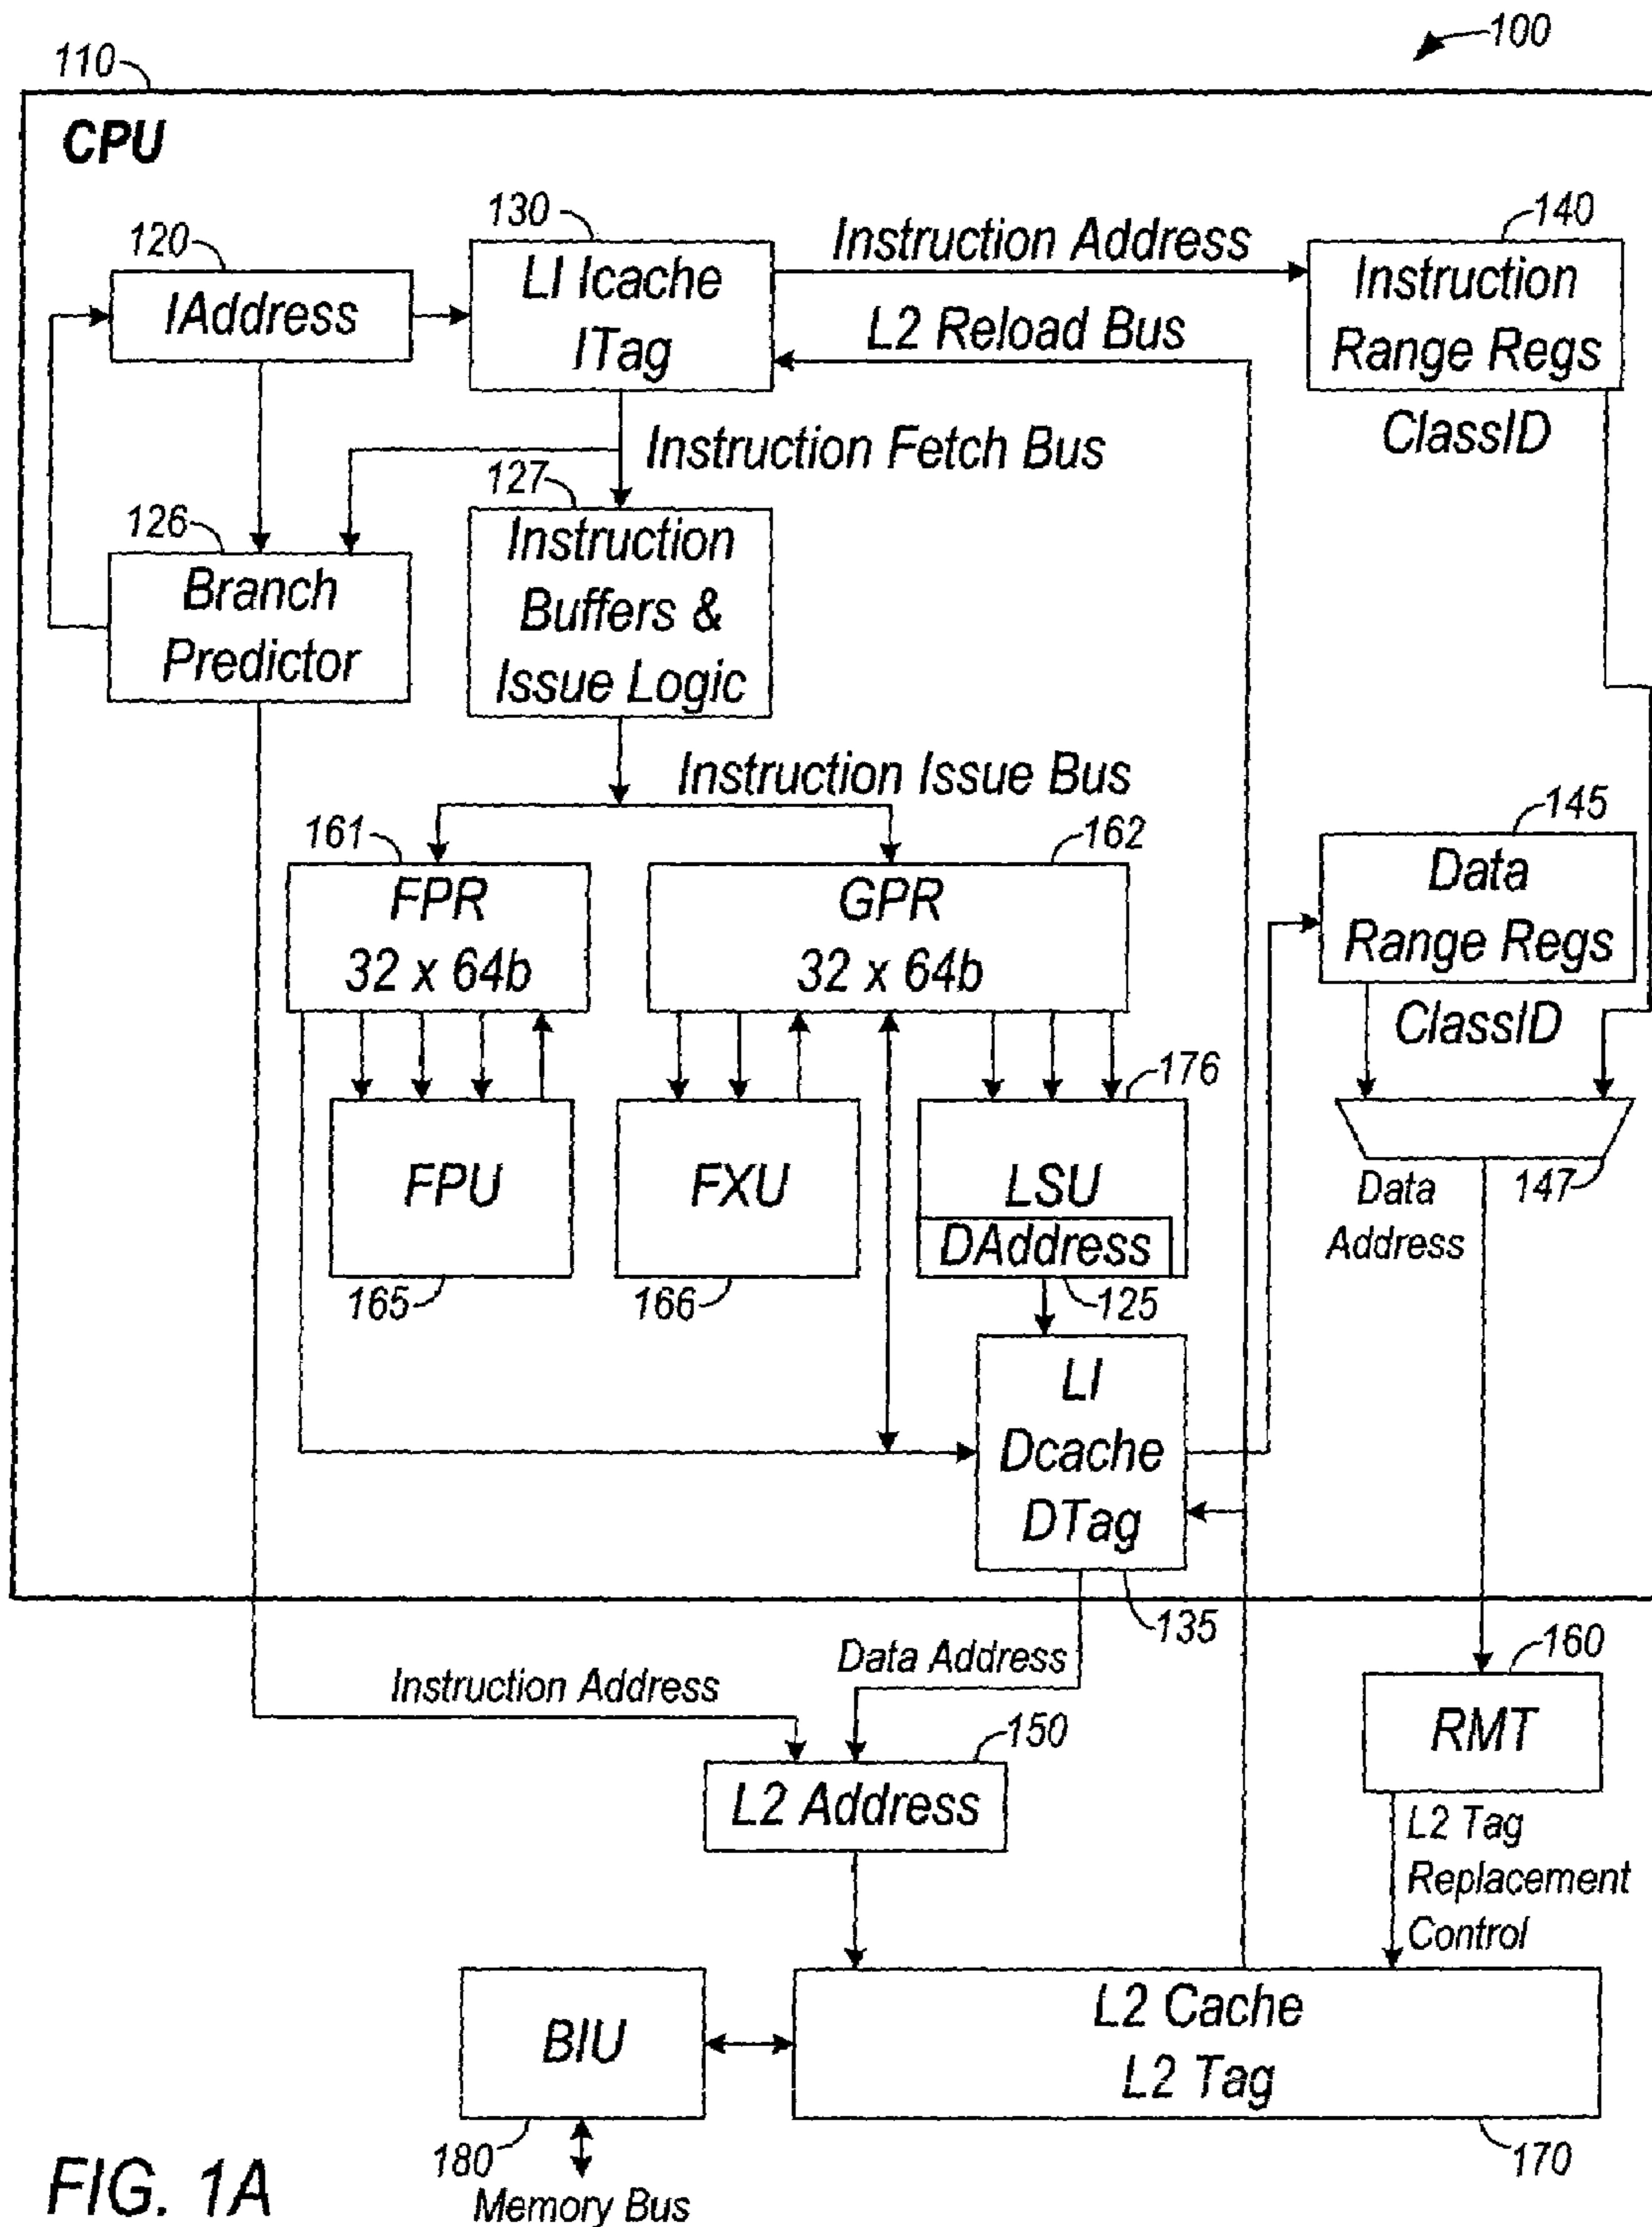 100
110
CPU
120
IAddress
130
LI Icache
ITag
Instruction Address
L2 Reload Bus
140
Instruction
Range Regs
ClassID
Instruction Fetch Bus
126
Branch
Predictor
127
Instruction
Buffers &
Issue Logic
Instruction Issue Bus
161
FPR
32 x 64b
162
GPR
32 x 64b
145
Data
Range Regs
ClassID
FPU
165
FXU
166
176
LSU
DAddress
125
147
Data
Address
LI
Dcache
DTag
135
Instruction Address
Data Address
150
L2 Address
160
RMT
L2 Tag
Replacement
Control
BIU
180
Memory Bus
L2 Cache
L2 Tag
170
FIG. 1A